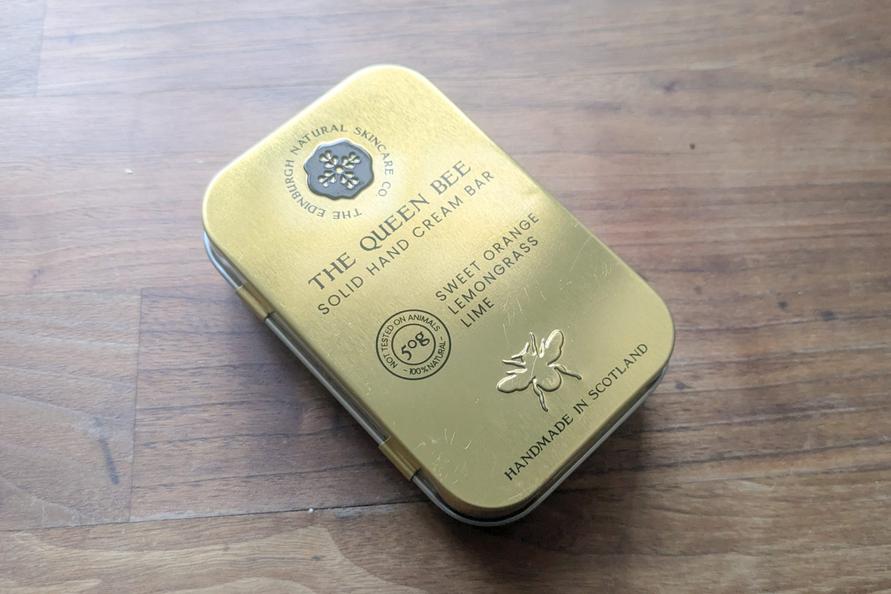 THE EDINBURGH NATURAL SKINCARE CO
THE QUEEN BEE
SOLID HAND CREAM BAR
SWEET ORANGE
LEMONGRASS
LIME
NOT TESTED ON ANIMALS
50g
- 100% NATURAL -
HANDMADE IN SCOTLAND